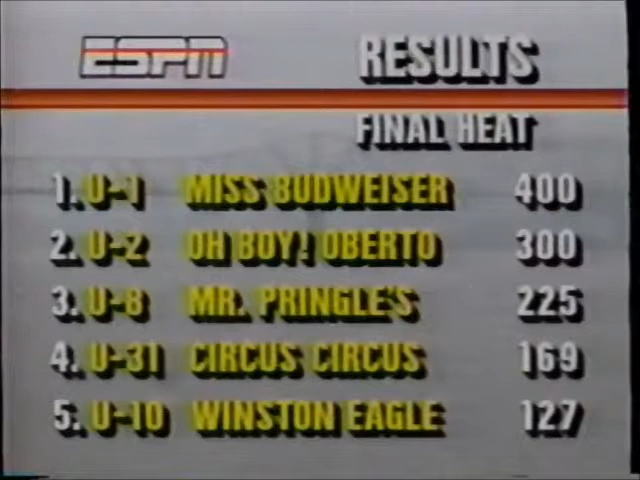 ESPN RESULTS
FINAL HEAT
1. U-1 MISS BUDWEISER 400
2. U-2 OH BOY! OBERTO 300
3. U-8 MR. PRINGLE'S 225
4. U-31 CIRCUS CIRCUS 169
5. U-10 WINSTON EAGLE 127